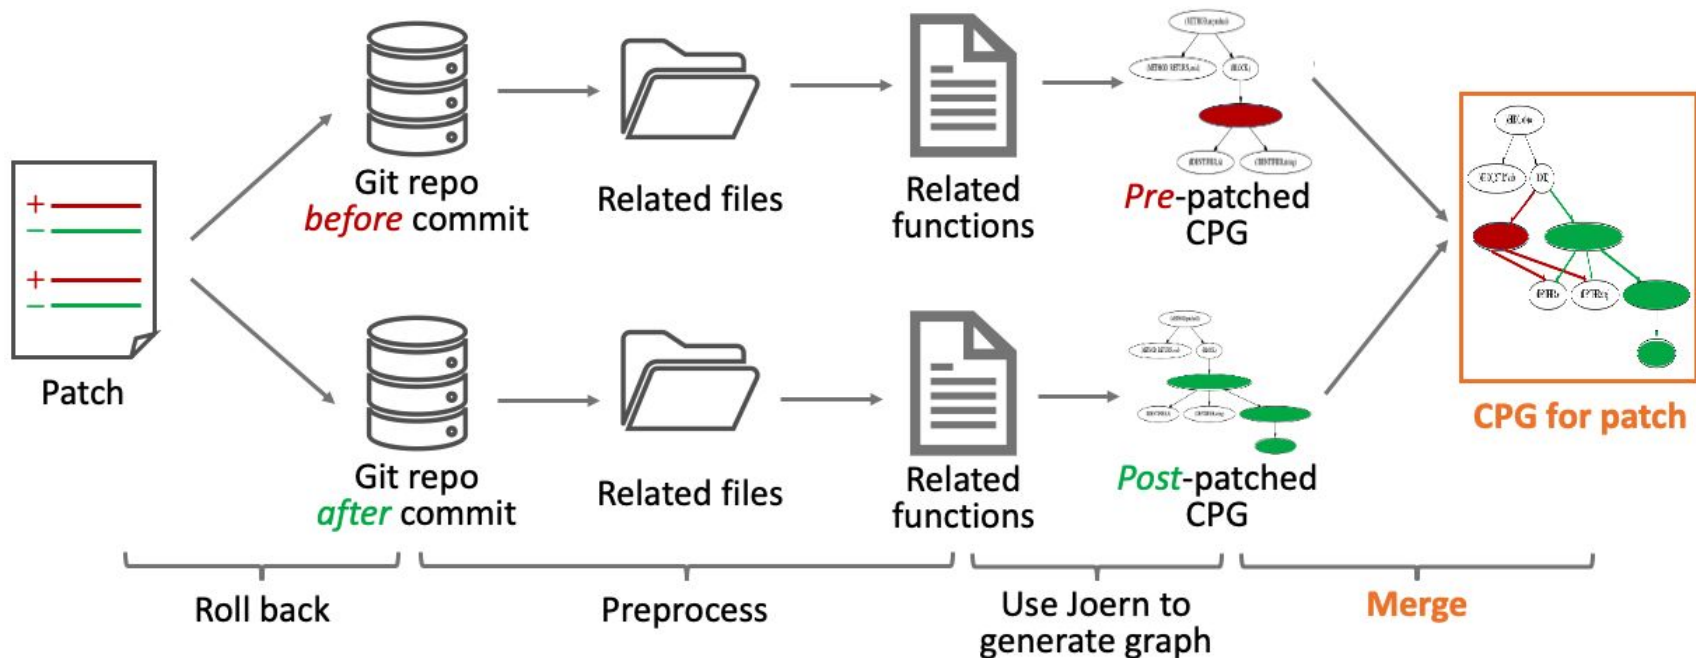 +
−
+
−
Patch
Git repo
before commit
Related files
Related
functions
Pre-patched
CPG
Git repo
after commit
Related files
Related
functions
Post-patched
CPG
CPG for patch
Roll back
Preprocess
Use Joern to
generate graph
Merge